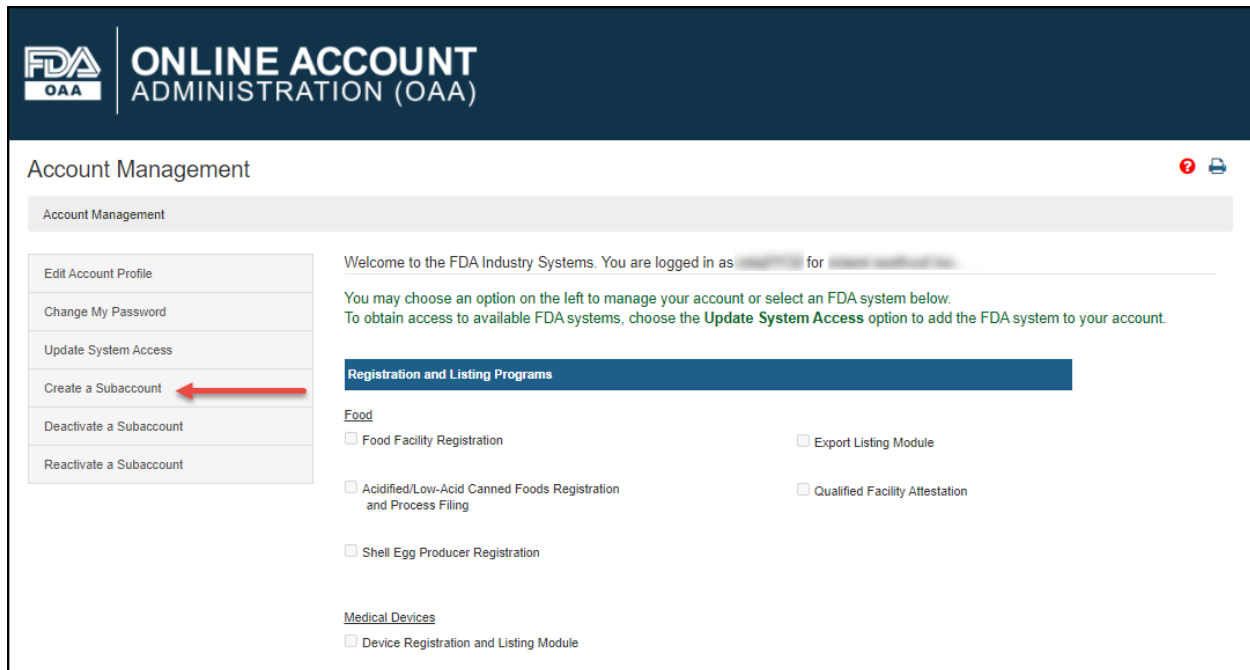 FDA
OAA
ONLINE ACCOUNT
ADMINISTRATION (OAA)
Account Management
Account Management
Edit Account Profile
Change My Password
Update System Access
Create a Subaccount
Deactivate a Subaccount
Reactivate a Subaccount
Welcome to the FDA Industry Systems. You are logged in as for
You may choose an option on the left to manage your account or select an FDA system below.
To obtain access to available FDA systems, choose the Update System Access option to add the FDA system to your account.
Registration and Listing Programs
Food
Food Facility Registration
Export Listing Module
Acidified/Low-Acid Canned Foods Registration
and Process Filing
Qualified Facility Attestation
Shell Egg Producer Registration
Medical Devices
Device Registration and Listing Module